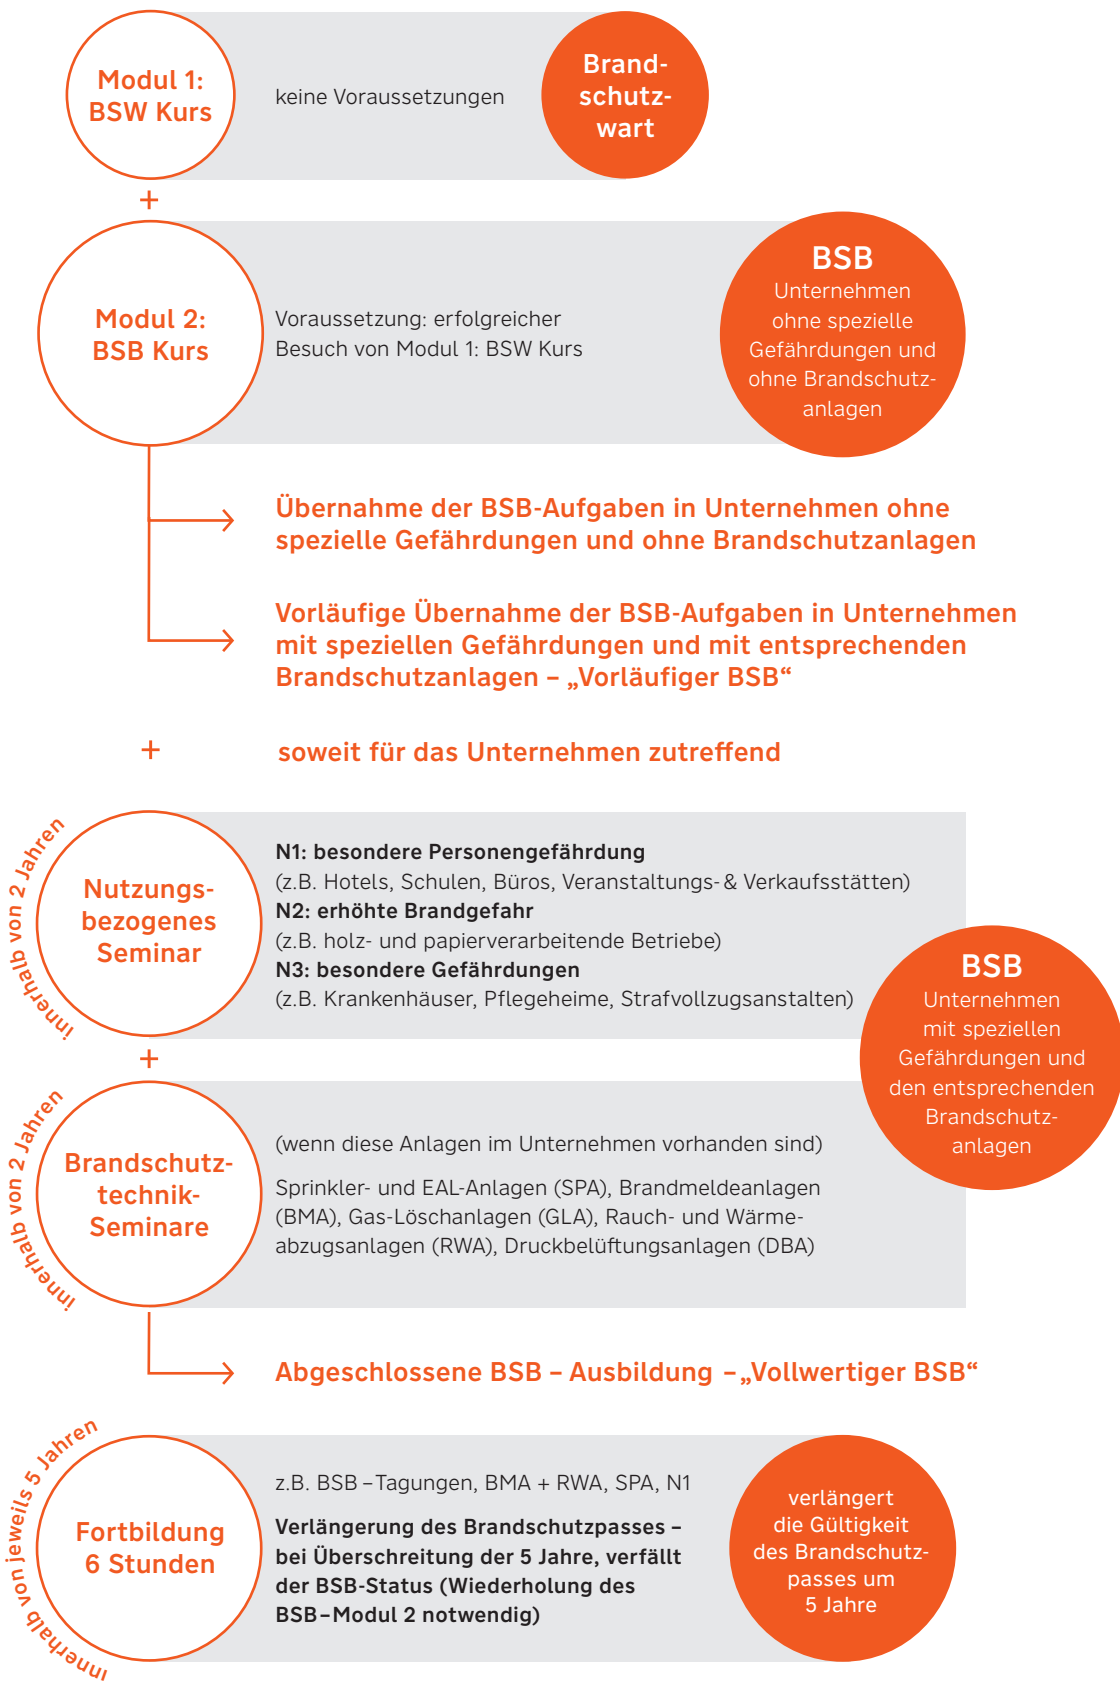 Modul 1:
BSW Kurs
keine Voraussetzungen
Brand-
schutz-
wart
+
Modul 2:
BSB Kurs
Voraussetzung: erfolgreicher
Besuch von Modul 1: BSW Kurs
BSB
Unternehmen
ohne spezielle
Gefährdungen und
ohne Brandschutz-
anlagen
Übernahme der BSB-Aufgaben in Unternehmen ohne
spezielle Gefährdungen und ohne Brandschutzanlagen
Vorläufige Übernahme der BSB-Aufgaben in Unternehmen
mit speziellen Gefährdungen und mit entsprechenden
Brandschutzanlagen – „Vorläufiger BSB“
+ soweit für das Unternehmen zutreffend
innerhalb von 2 Jahren
Nutzungs-
bezogenes
Seminar
N1: besondere Personengefährdung
(z.B. Hotels, Schulen, Büros, Veranstaltungs- & Verkaufsstätten)
N2: erhöhte Brandgefahr
(z.B. holz- und papierverarbeitende Betriebe)
N3: besondere Gefährdungen
(z.B. Krankenhäuser, Pflegeheime, Strafvollzugsanstalten)
BSB
Unternehmen
mit speziellen
Gefährdungen und
den entsprechenden
Brandschutz-
anlagen
+
innerhalb von 2 Jahren
Brandschutz-
technik-
Seminare
(wenn diese Anlagen im Unternehmen vorhanden sind)
Sprinkler- und EAL-Anlagen (SPA), Brandmeldeanlagen
(BMA), Gas-Löschanlagen (GLA), Rauch- und Wärme-
abzugsanlagen (RWA), Druckbelüftungsanlagen (DBA)
Abgeschlossene BSB – Ausbildung – „Vollwertiger BSB“
innerhalb von jeweils 5 Jahren
Fortbildung
6 Stunden
z.B. BSB – Tagungen, BMA + RWA, SPA, N1
Verlängerung des Brandschutzpasses –
bei Überschreitung der 5 Jahre, verfällt
der BSB-Status (Wiederholung des
BSB – Modul 2 notwendig)
verlängert
die Gültigkeit
des Brandschutz-
passes um
5 Jahre